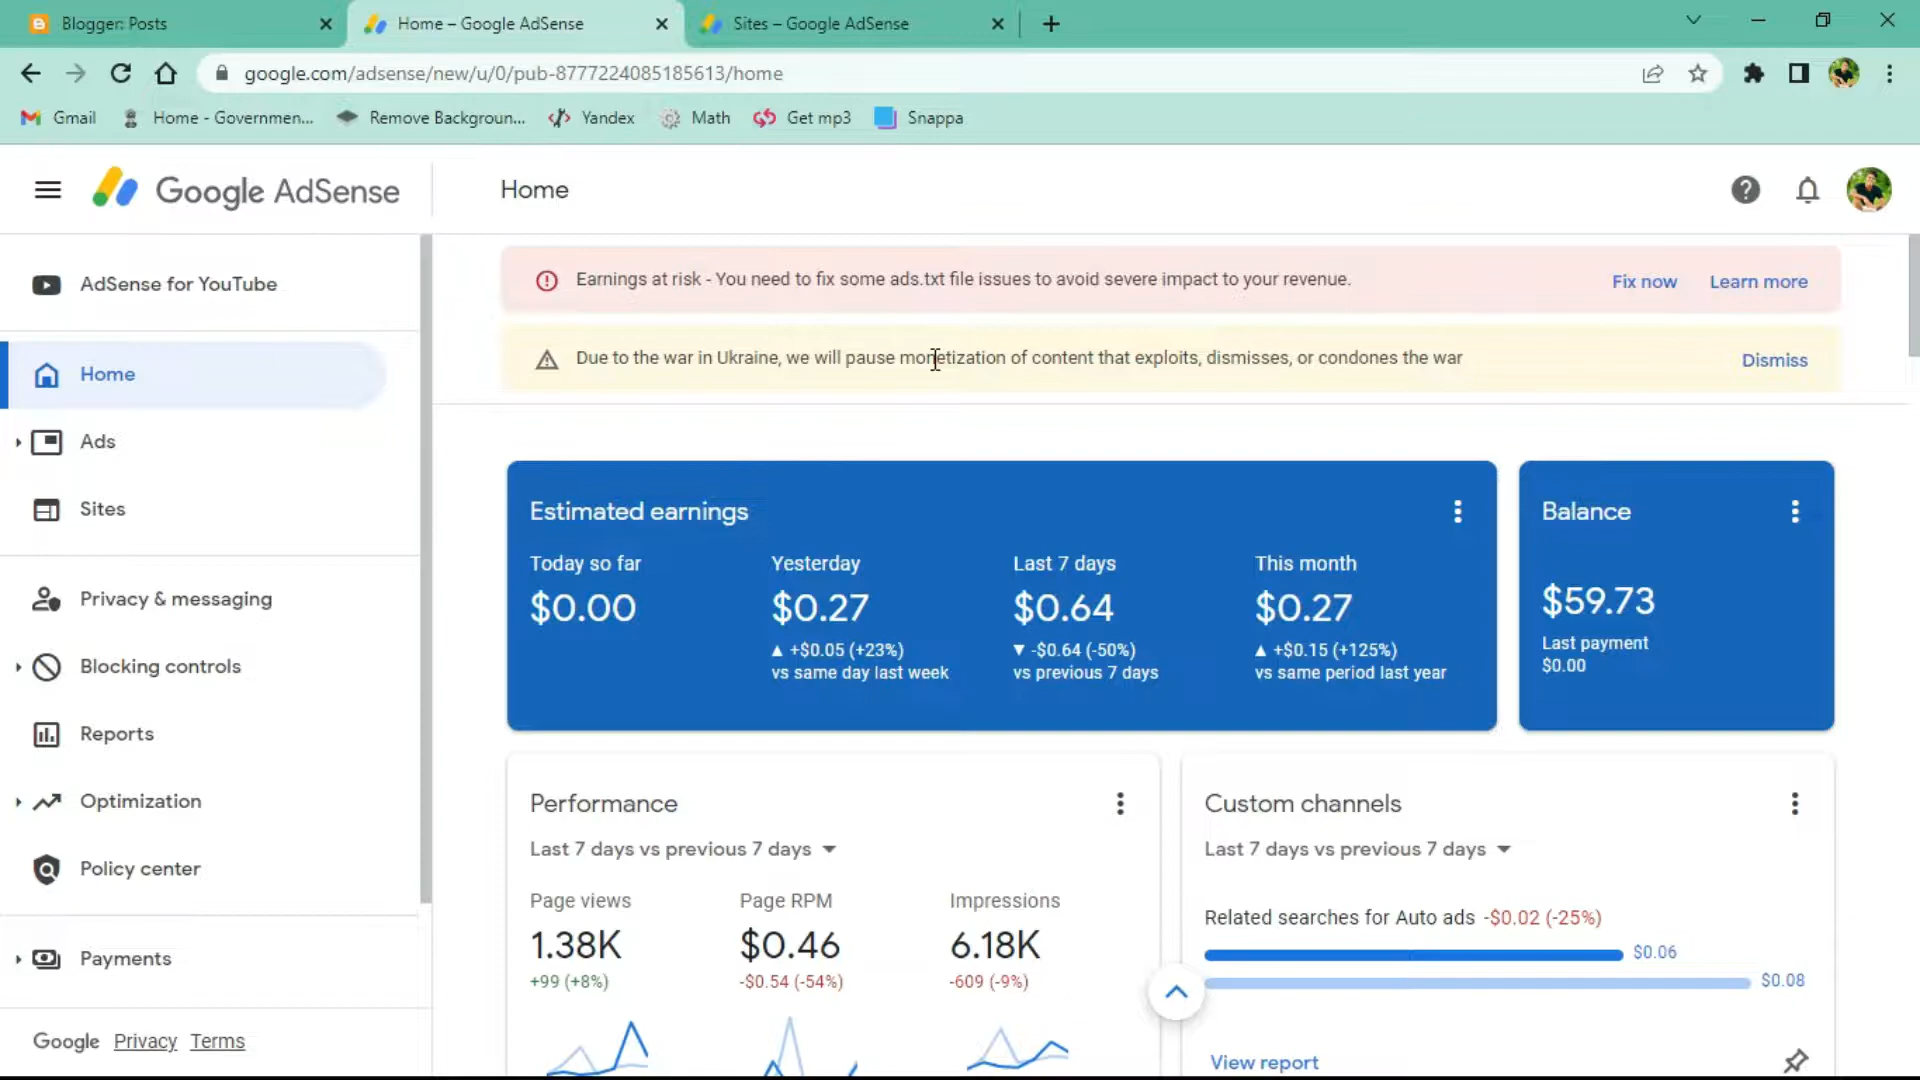 Blogger: Posts
Home – Google AdSense
Sites – Google AdSense
google.com/adsense/new/u/0/pub-8777224085185613/home
Gmail
Home - Governmen...
Remove Backgroun...
Yandex
Math
Get mp3
Snappa
Google AdSense
Home
AdSense for YouTube
Home
Ads
Sites
Privacy & messaging
Blocking controls
Reports
Optimization
Policy center
Payments
Google Privacy Terms
Earnings at risk - You need to fix some ads.txt file issues to avoid severe impact to your revenue.
Fix now
Learn more
Due to the war in Ukraine, we will pause monetization of content that exploits, dismisses, or condones the war
Dismiss
Estimated earnings
Today so far
$0.00
Yesterday
$0.27
▲ +$0.05 (+23%)
vs same day last week
Last 7 days
$0.64
▼ -$0.64 (-50%)
vs previous 7 days
This month
$0.27
▲ +$0.15 (+125%)
vs same period last year
Balance
$59.73
Last payment
$0.00
Performance
Last 7 days vs previous 7 days
Page views
1.38K
+99 (+8%)
Page RPM
$0.46
-$0.54 (-54%)
Impressions
6.18K
-609 (-9%)
Custom channels
Last 7 days vs previous 7 days
Related searches for Auto ads -$0.02 (-25%)
$0.06
$0.08
View report